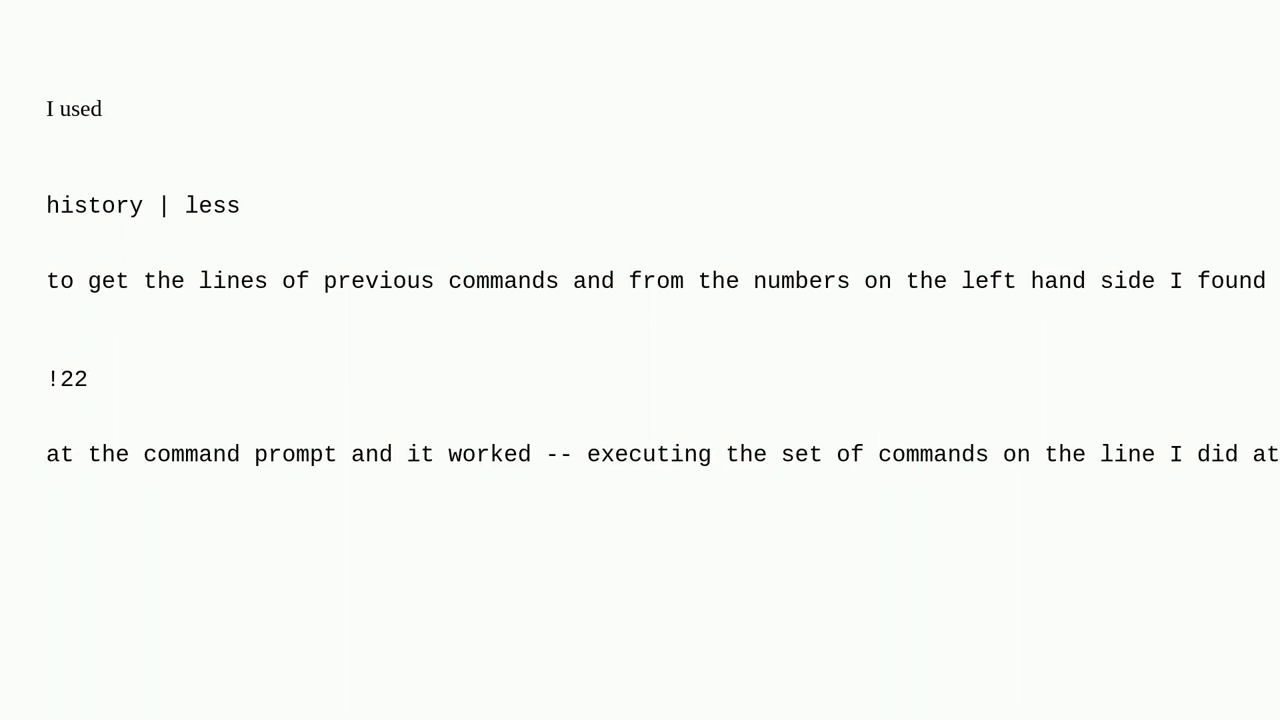 I used
history | less
to get the lines of previous commands and from the numbers on the left hand side I found
!22
at the command prompt and it worked -- executing the set of commands on the line I did at